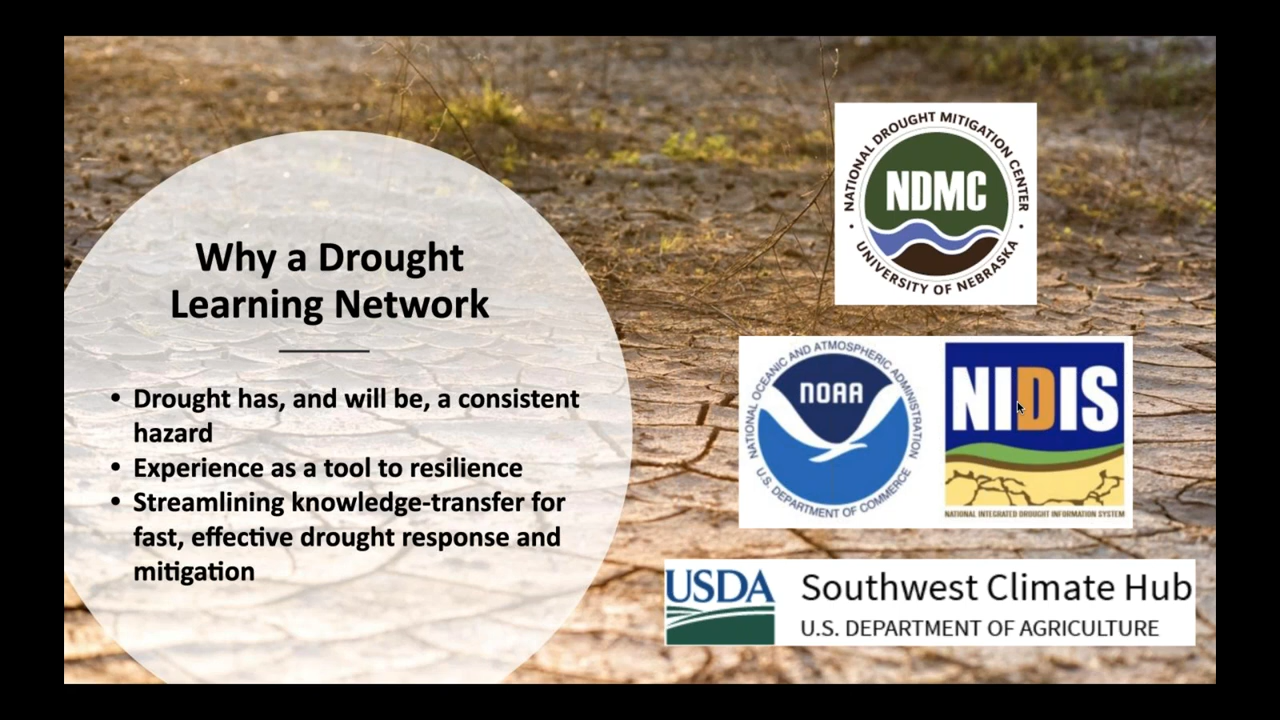 Why a Drought
Learning Network
• Drought has, and will be, a consistent
hazard
• Experience as a tool to resilience
• Streamlining knowledge-transfer for
fast, effective drought response and
mitigation
NATIONAL DROUGHT MITIGATION CENTER
NDMC
UNIVERSITY OF NEBRASKA
NATIONAL OCEANIC AND ATMOSPHERIC ADMINISTRATION
NOAA
U.S. DEPARTMENT OF COMMERCE
NIDIS
NATIONAL INTEGRATED DROUGHT INFORMATION SYSTEM
USDA
Southwest Climate Hub
U.S. DEPARTMENT OF AGRICULTURE